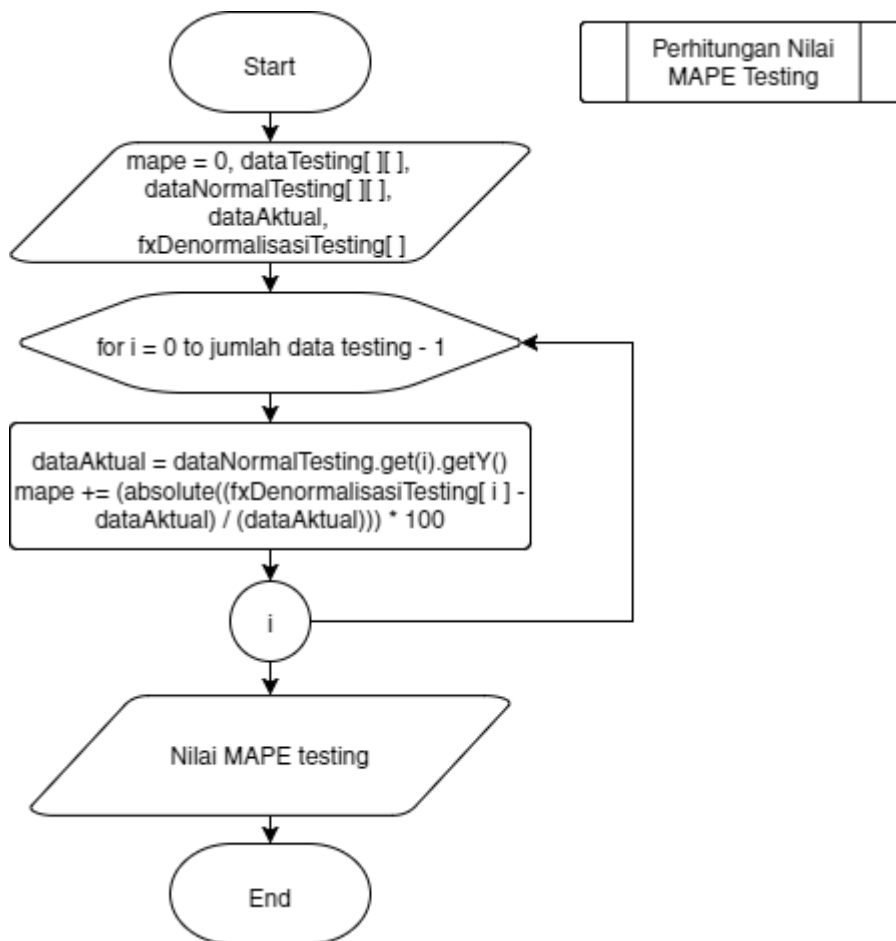 Start
Perhitungan Nilai
MAPE Testing
mape = 0, dataTesting[ ][ ],
dataNormalTesting[ ][ ],
dataAktual,
fxDenormalisasiTesting[ ]
for i = 0 to jumlah data testing - 1
dataAktual = dataNormalTesting.get(i).getY()
mape += (absolute((fxDenormalisasiTesting[ i ] -
dataAktual) / (dataAktual))) * 100
i
Nilai MAPE testing
End